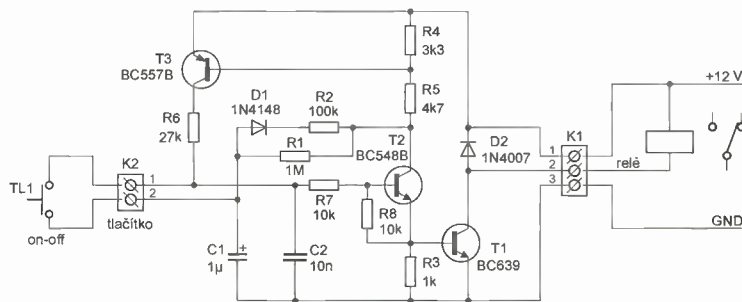 R4
3k3
T3
BC557B
R5
4k7
D1
1N4148
R2
100k
R6
27k
R1
1M
T2
BC548B
D2
1N4007
K1
1
2
3
+12 V
relé
GND
K2
1
2
TL1
on-off
tlačítko
R7
10k
R8
10k
C1
+
1µ
C2
10n
R3
1k
T1
BC639